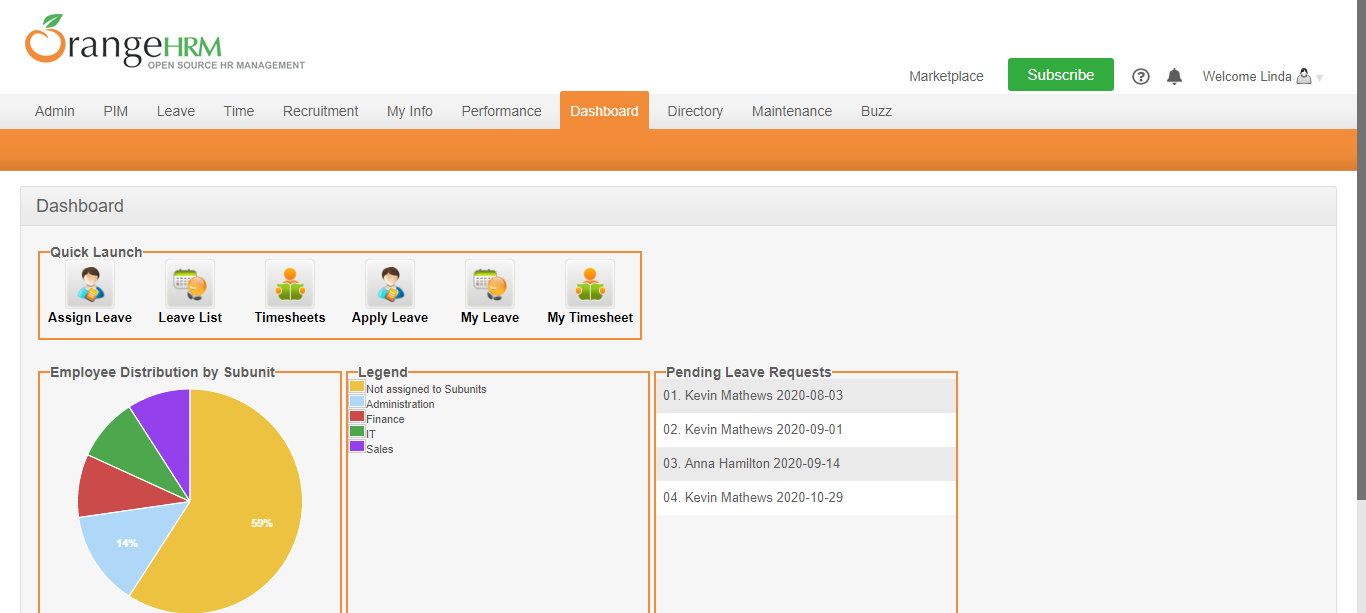 OrangeHRM
OPEN SOURCE HR MANAGEMENT
Marketplace Subscribe ? Welcome Linda
Admin PIM Leave Time Recruitment My Info Performance Dashboard Directory Maintenance Buzz
Dashboard
Quick Launch
Assign Leave Leave List Timesheets Apply Leave My Leave My Timesheet
Employee Distribution by Subunit
59%
14%
Legend
Not assigned to Subunits
Administration
Finance
IT
Sales
Pending Leave Requests
01. Kevin Mathews 2020-08-03
02. Kevin Mathews 2020-09-01
03. Anna Hamilton 2020-09-14
04. Kevin Mathews 2020-10-29